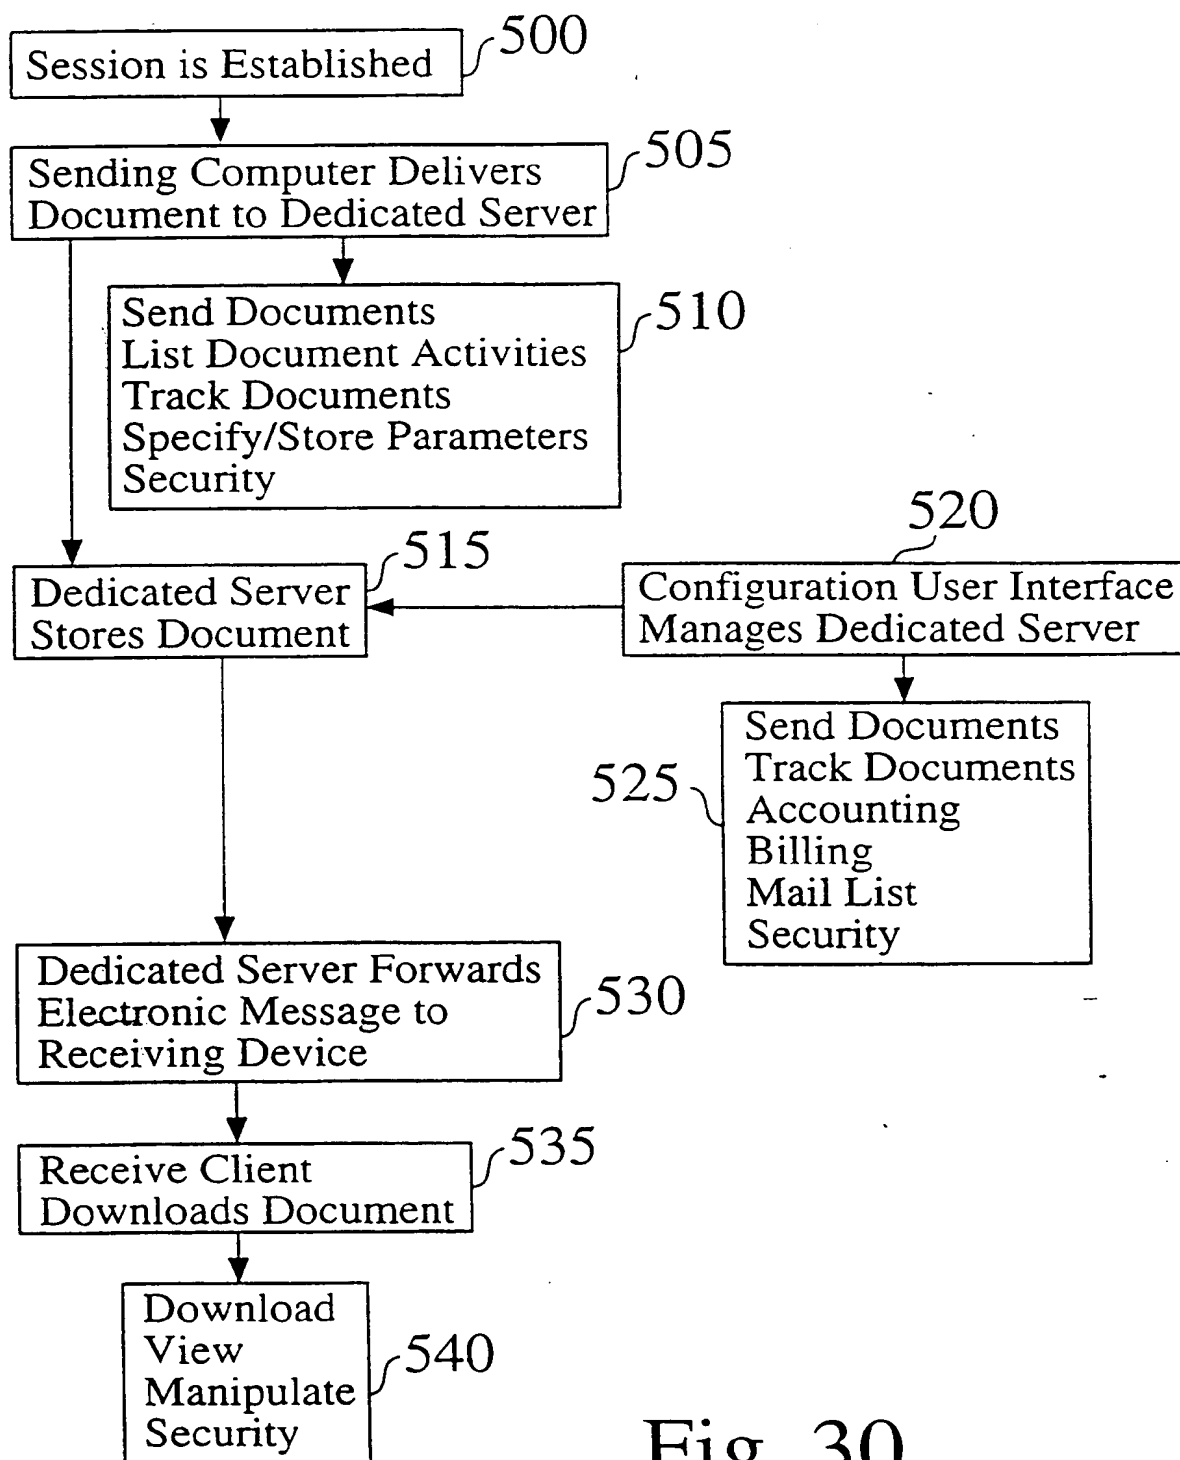 500
Session is Established
505
Sending Computer Delivers
Document to Dedicated Server
510
Send Documents
List Document Activities
Track Documents
Specify/Store Parameters
Security
515
Dedicated Server
Stores Document
520
Configuration User Interface
Manages Dedicated Server
525
Send Documents
Track Documents
Accounting
Billing
Mail List
Security
530
Dedicated Server Forwards
Electronic Message to
Receiving Device
535
Receive Client
Downloads Document
540
Download
View
Manipulate
Security
Fig. 30